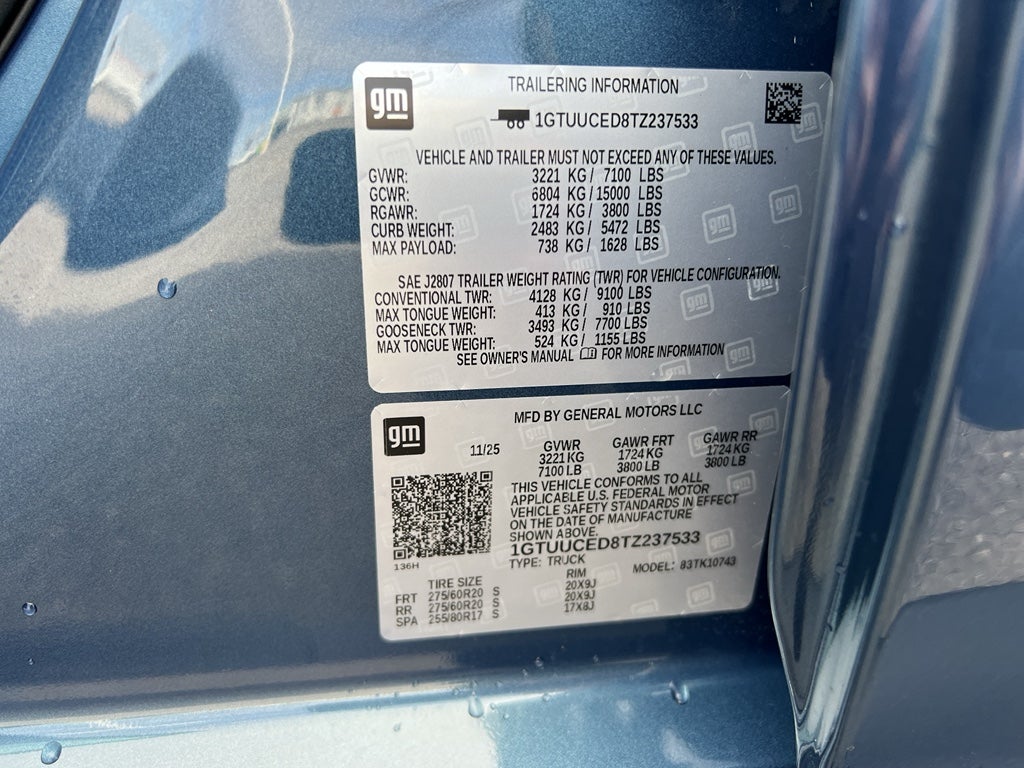 gm
TRAILERING INFORMATION
1GTUUCED8TZ237533
VEHICLE AND TRAILER MUST NOT EXCEED ANY OF THESE VALUES.
GVWR: 3221 KG / 7100 LBS
GCWR: 6804 KG / 15000 LBS
RGAWR: 1724 KG / 3800 LBS
CURB WEIGHT: 2483 KG / 5472 LBS
MAX PAYLOAD: 738 KG / 1628 LBS
SAE J2807 TRAILER WEIGHT RATING (TWR) FOR VEHICLE CONFIGURATION.
CONVENTIONAL TWR: 4128 KG / 9100 LBS
MAX TONGUE WEIGHT: 413 KG / 910 LBS
GOOSENECK TWR: 3493 KG / 7700 LBS
MAX TONGUE WEIGHT: 524 KG / 1155 LBS
SEE OWNER'S MANUAL FOR MORE INFORMATION
gm
MFD BY GENERAL MOTORS LLC
11/25
GVWR GAWR FRT GAWR RR
3221 KG 1724 KG 1724 KG
7100 LB 3800 LB 3800 LB
THIS VEHICLE CONFORMS TO ALL
APPLICABLE U.S. FEDERAL MOTOR
VEHICLE SAFETY STANDARDS IN EFFECT
ON THE DATE OF MANUFACTURE
SHOWN ABOVE.
1GTUUCED8TZ237533
136H
TYPE: TRUCK MODEL: 83TK10743
TIRE SIZE RIM
FRT 275/60R20 S 20X9J
RR 275/60R20 S 20X9J
SPA 255/80R17 S 17X8J